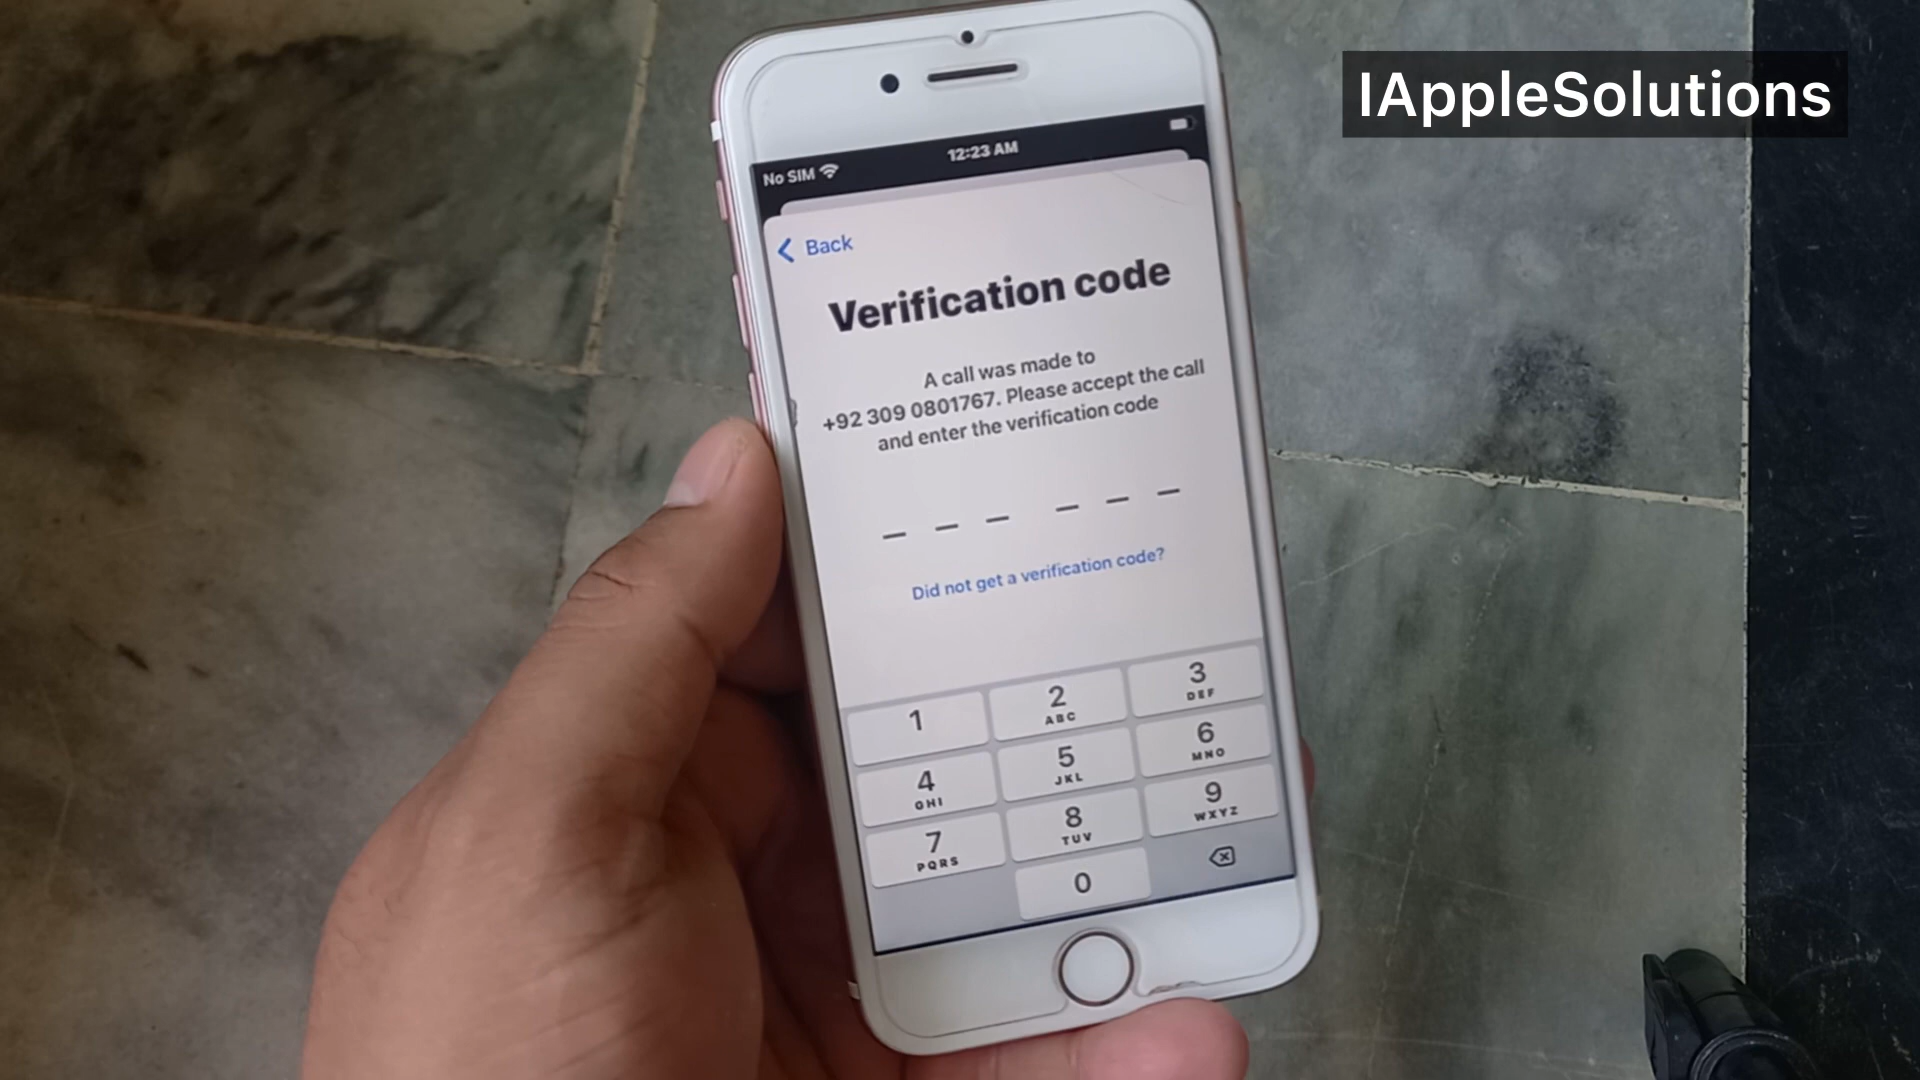 IAppleSolutions
No SIM
12:23 AM
Back
Verification code
A call was made to
+92 309 0801767. Please accept the call
and enter the verification code
Did not get a verification code?
1
2
ABC
3
DEF
4
GHI
5
JKL
6
MNO
7
PQRS
8
TUV
9
WXYZ
0